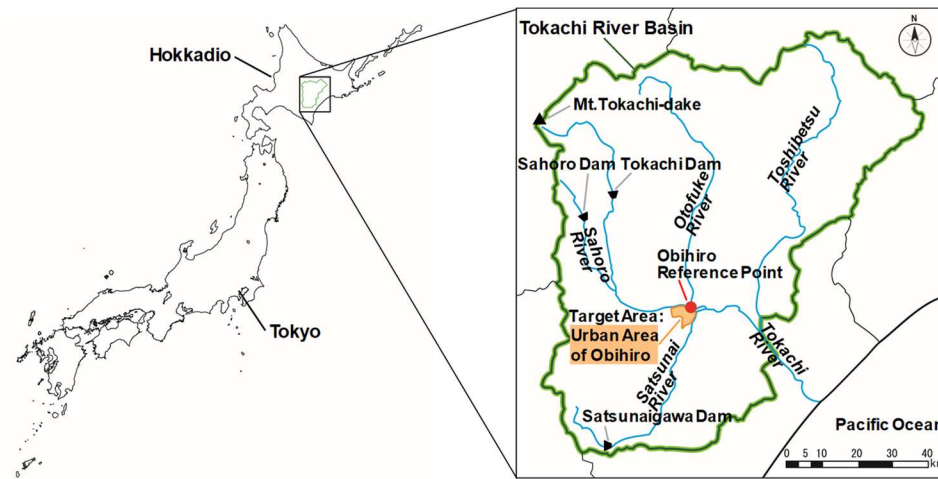 Hokkadio
Tokyo
Tokachi River Basin
N
Mt.Tokachi-dake
Sahoro Dam
Tokachi Dam
Sahoro
River
Otofuke
River
Toshibetsu
River
Obihiro
Reference Point
Target Area:
Urban Area
of Obihiro
Satsunai
River
Tokachi
River
Satsunaigawa Dam
Pacific Ocean
0 5 10 20 30 40
km